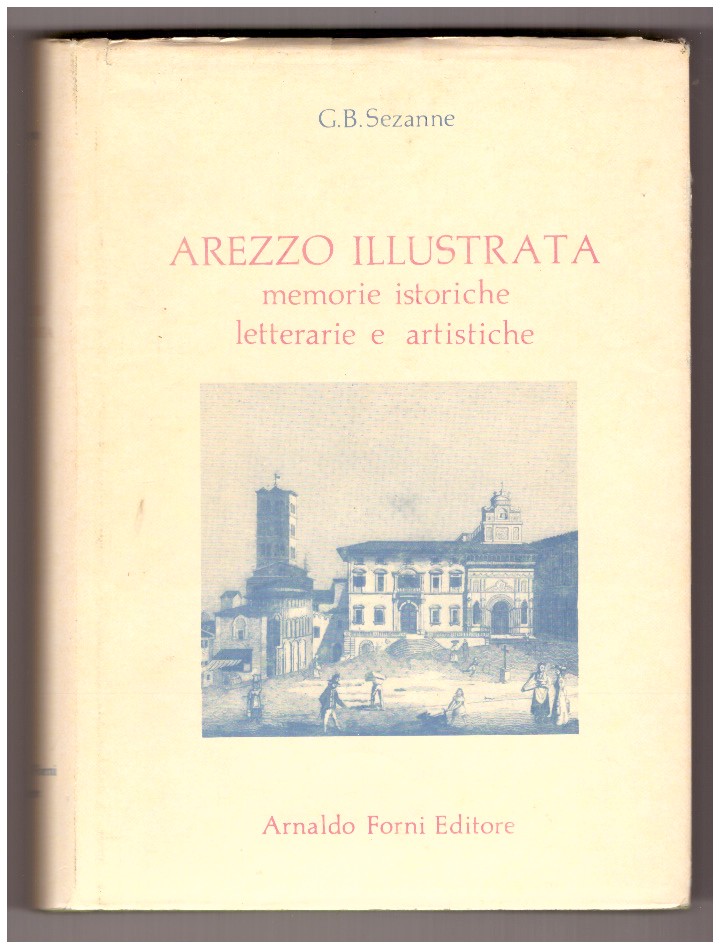 G.B.Sezanne
AREZZO ILLUSTRATA
memorie istoriche
letterarie e artistiche
Arnaldo Forni Editore